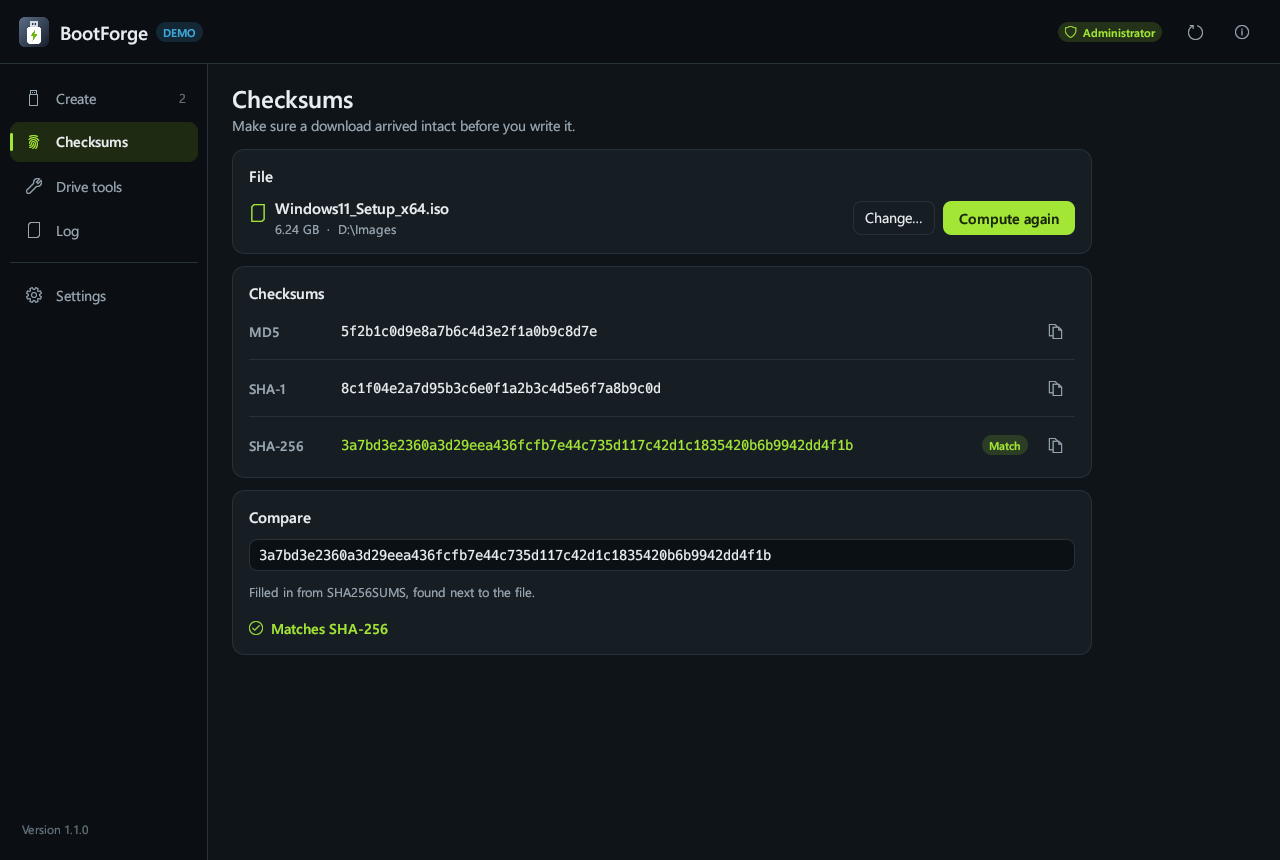 BootForge DEMO
Administrator
Create 2
Checksums
Drive tools
Log
Settings
Version 1.1.0
Checksums
Make sure a download arrived intact before you write it.
File
Windows11_Setup_x64.iso
6.24 GB · D:\Images
Change...
Compute again
Checksums
MD5 5f2b1c0d9e8a7b6c4d3e2f1a0b9c8d7e
SHA-1 8c1f04e2a7d95b3c6e0f1a2b3c4d5e6f7a8b9c0d
SHA-256 3a7bd3e2360a3d29eea436fcfb7e44c735d117c42d1c1835420b6b9942dd4f1b Match
Compare
3a7bd3e2360a3d29eea436fcfb7e44c735d117c42d1c1835420b6b9942dd4f1b
Filled in from SHA256SUMS, found next to the file.
Matches SHA-256